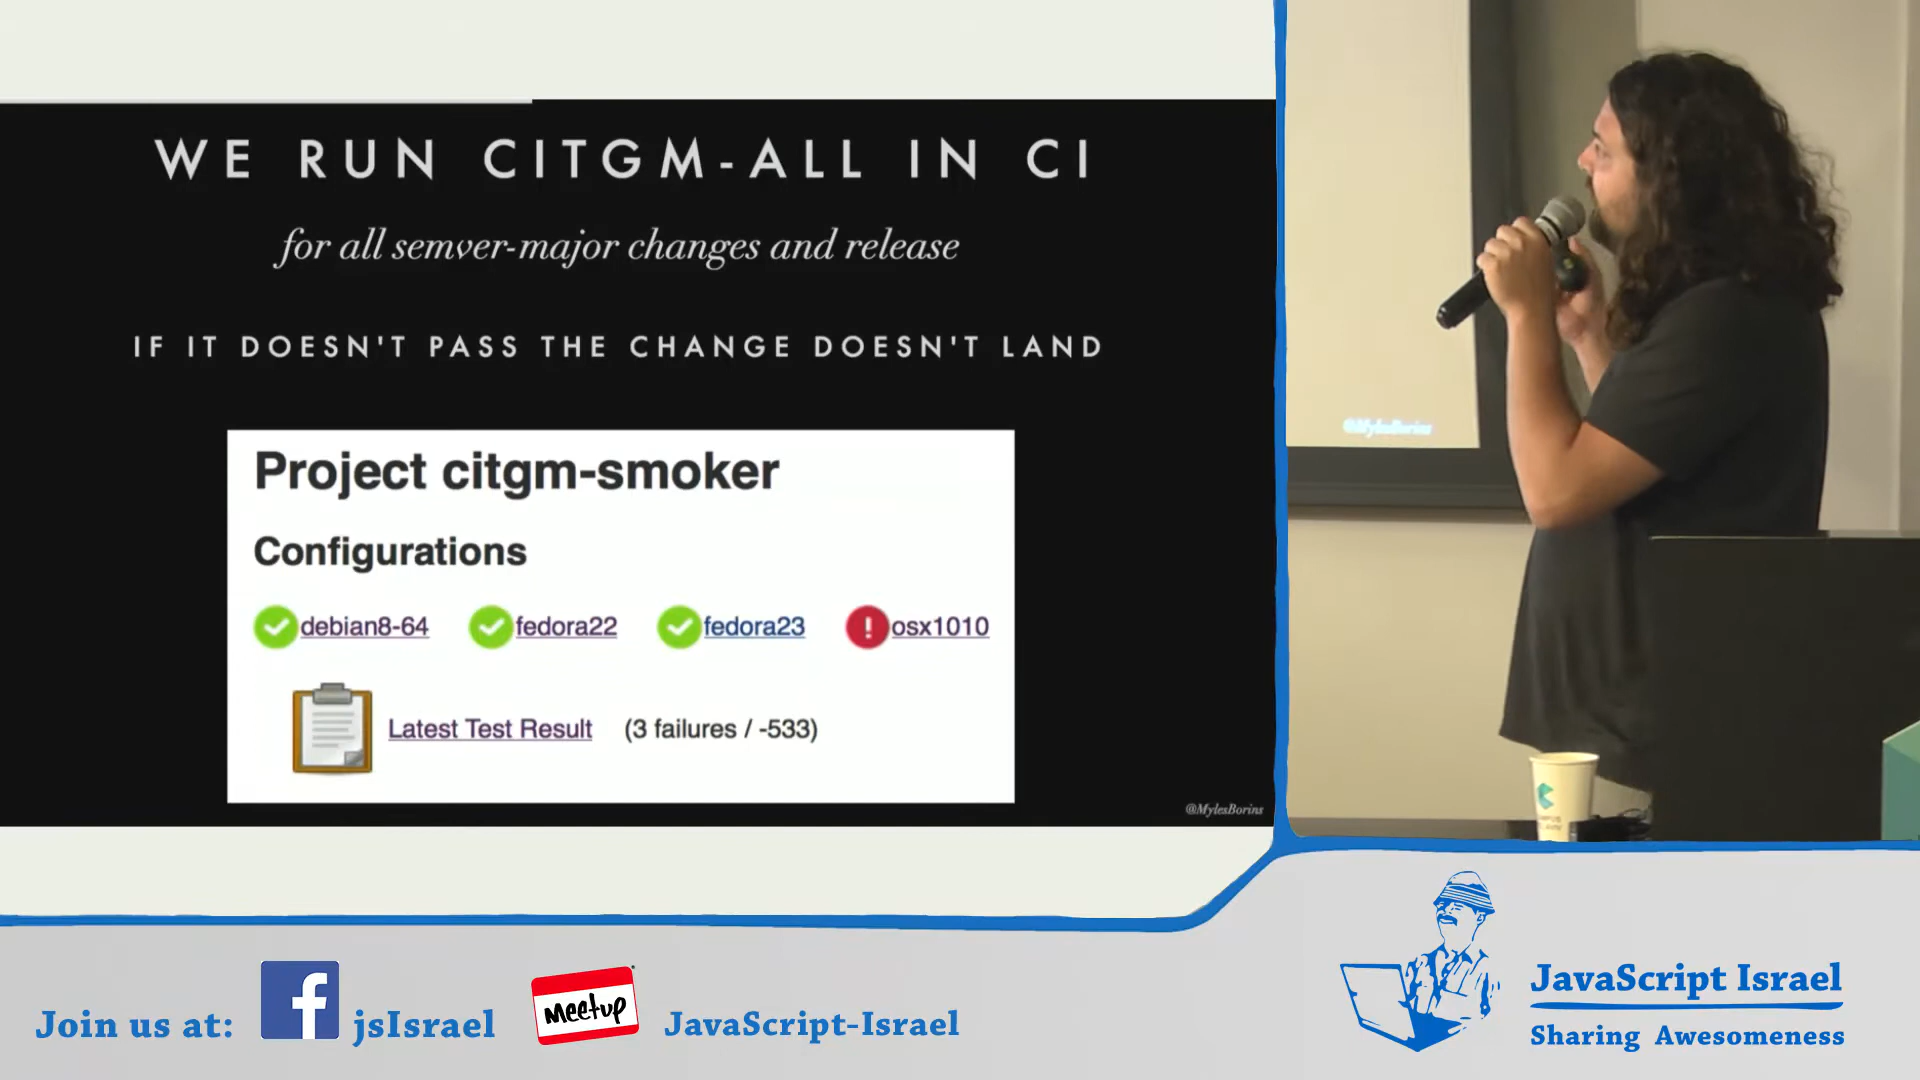 WE RUN CITGM-ALL IN CI
for all semver-major changes and release
IF IT DOESN'T PASS THE CHANGE DOESN'T LAND
Project citgm-smoker
Configurations
debian8-64 fedora22 fedora23 osx1010
Latest Test Result (3 failures / -533)
@MylesBorins
@MylesBorins
Join us at: f jsIsrael Meetup JavaScript-Israel
JavaScript Israel
Sharing Awesomeness